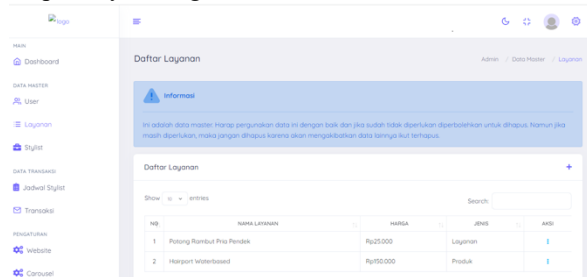 logo
MAIN
Dashboard
DATA MASTER
User
Layanan
Stylist
DATA TRANSAKSI
Jadwal Stylist
Transaksi
PENGATURAN
Website
Carousel
Daftar Layanan
Admin / Data Master / Layanan
Informasi
Ini adalah data master. Harap pergunakan data ini dengan baik dan jika sudah tidak diperlukan diperbolehkan untuk dihapus. Namun jika
masih diperlukan, maka jangan dihapus karena akan mengakibatkan data lainnya ikut terhapus.
Daftar Layanan +
Show 10 entries
Search:
NO NAMA LAYANAN HARGA JENIS AKSI
1 Potong Rambut Pria Pendek Rp25.000 Layanan
2 Hairport Waterbased Rp150.000 Produk